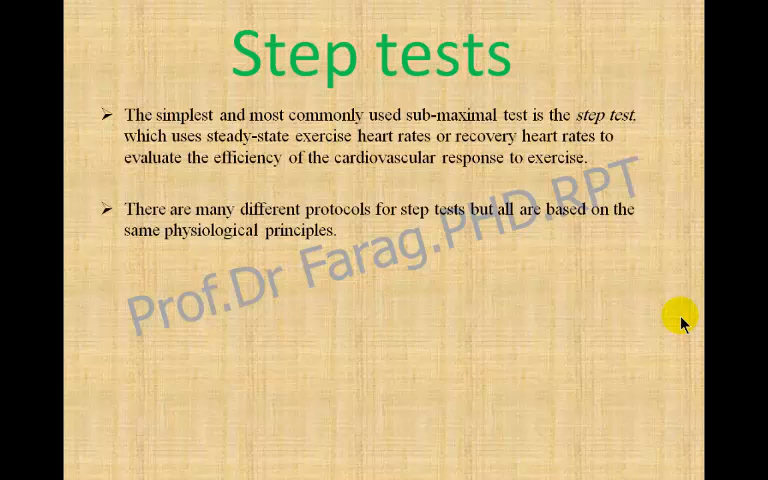 Step tests
➢ The simplest and most commonly used sub-maximal test is the step test,
which uses steady-state exercise heart rates or recovery heart rates to
evaluate the efficiency of the cardiovascular response to exercise.
➢ There are many different protocols for step tests but all are based on the
same physiological principles.
Prof.Dr Farag.PHD.RPT